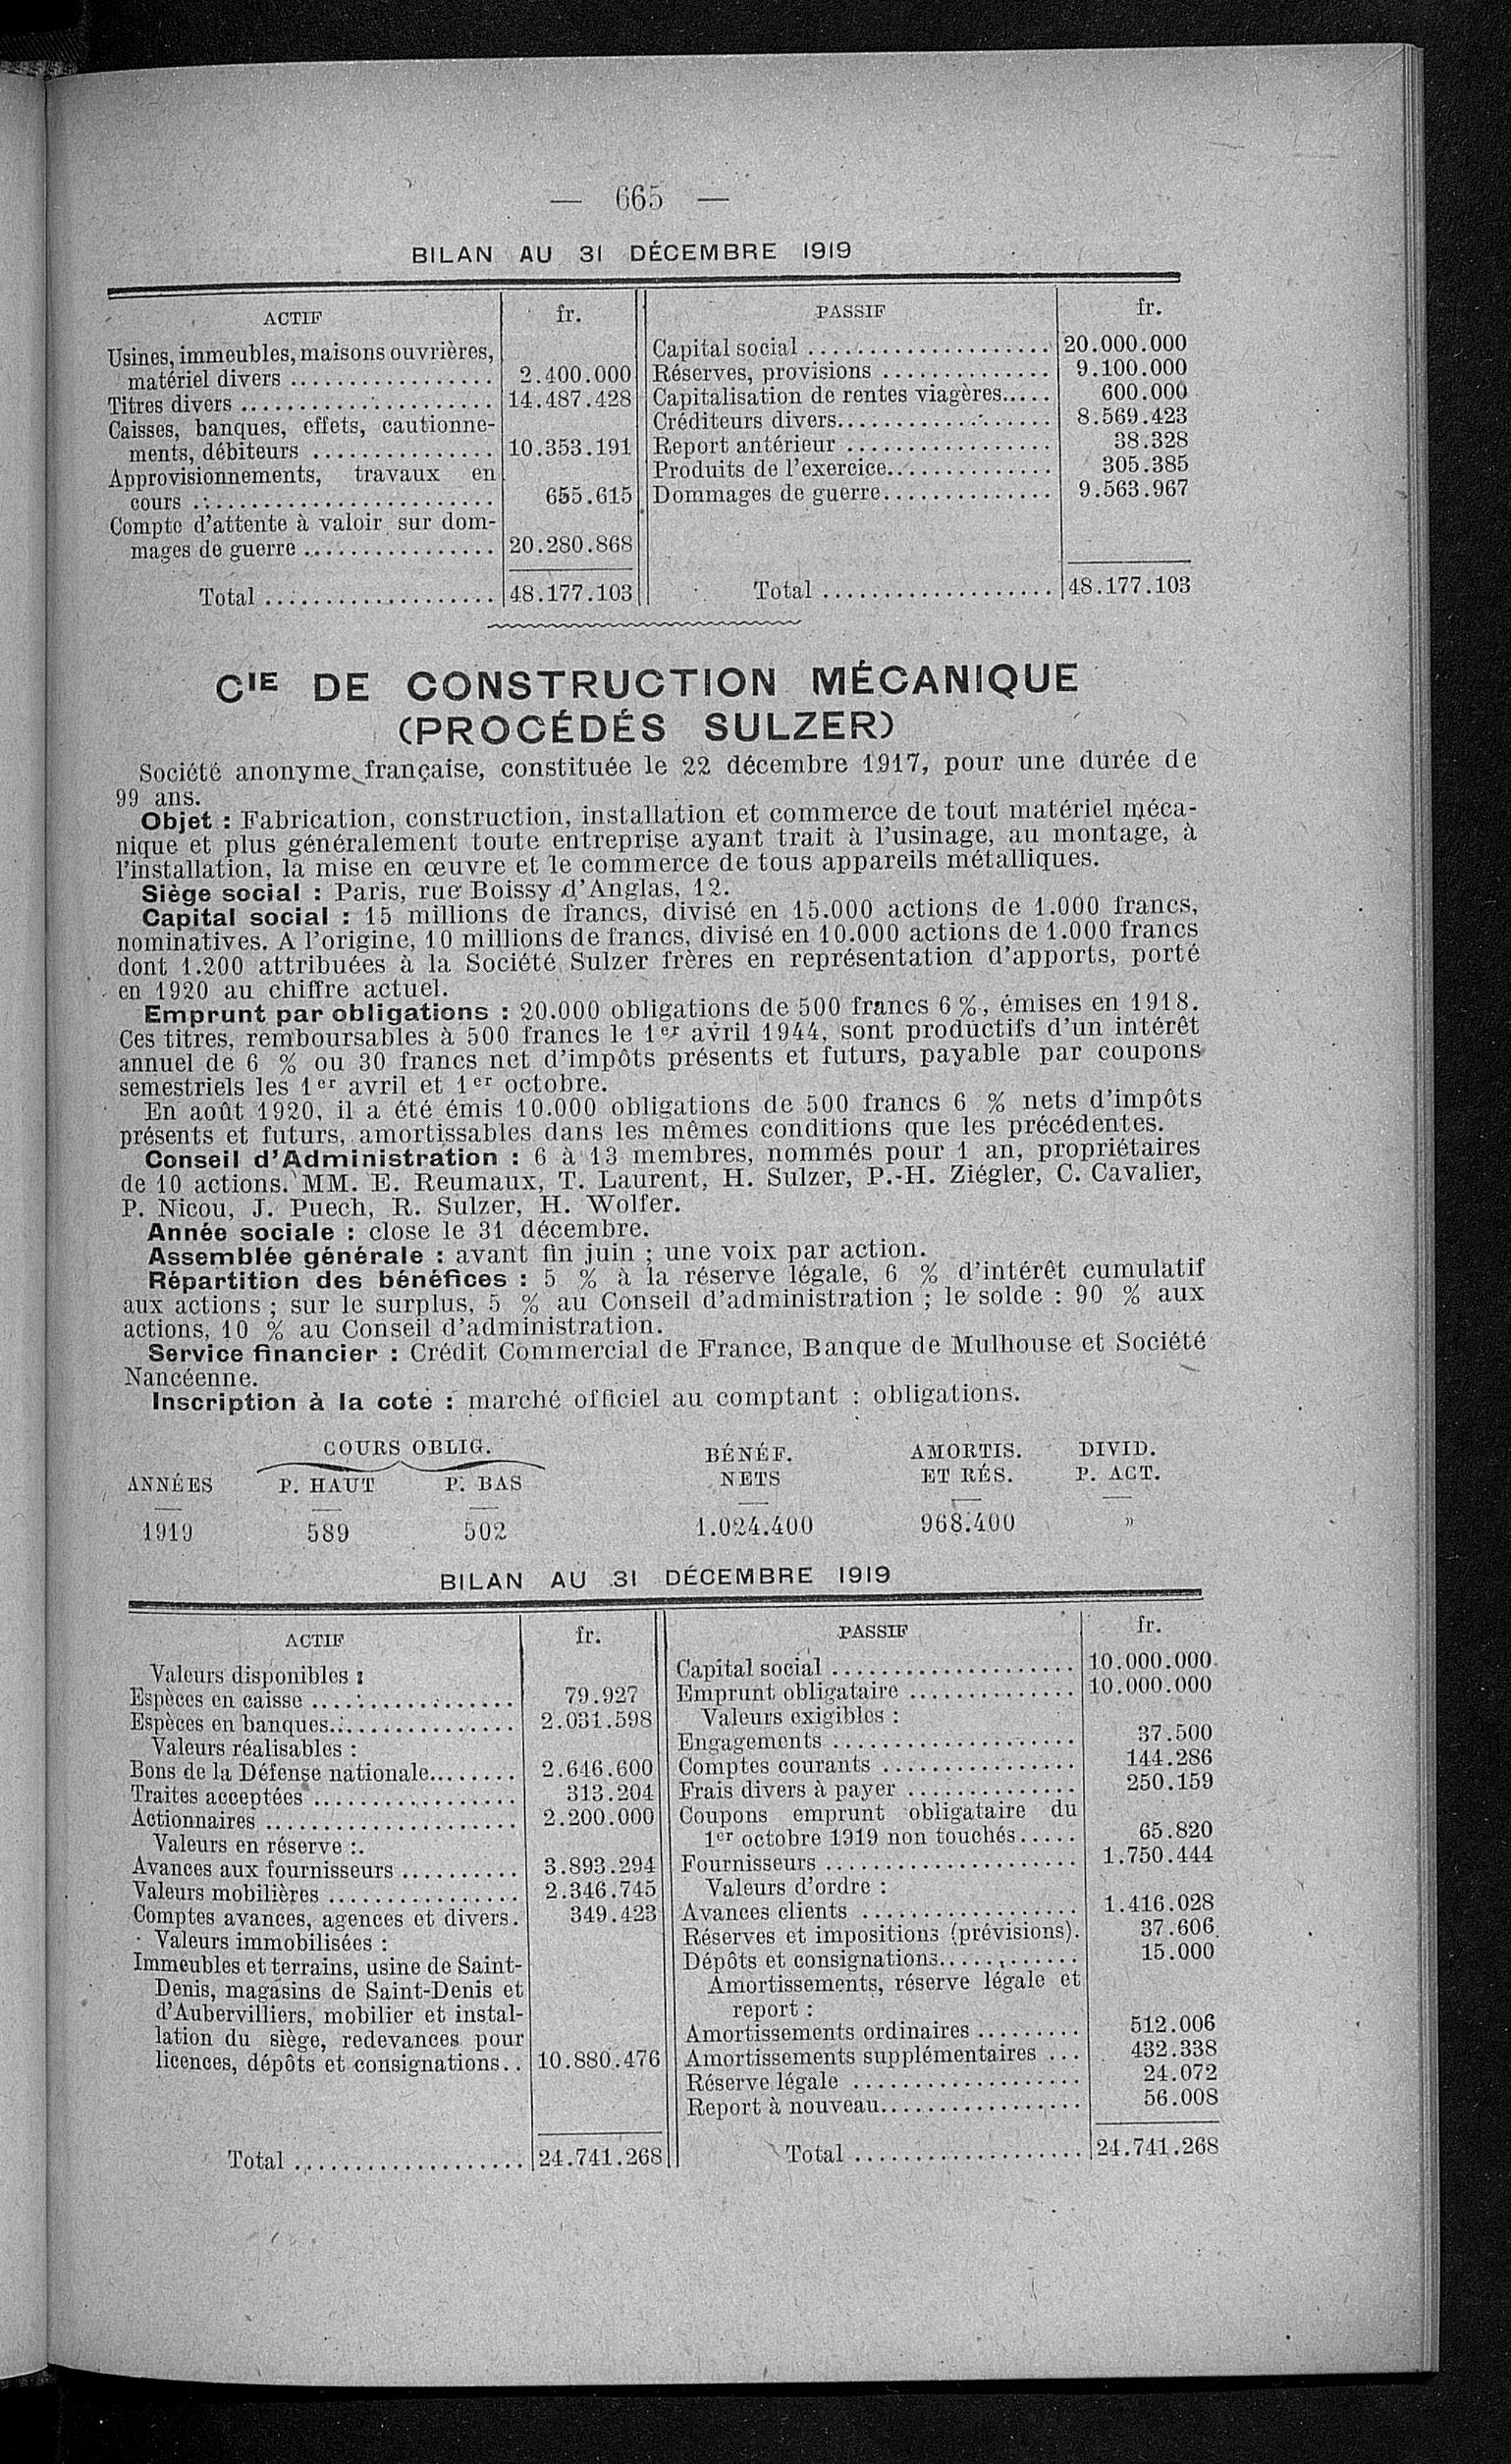 — 665 —
BILAN AU 31 DÉCEMBRE 1919
ACTIF fr.
Usines, immeubles, maisons ouvrières,
matériel divers ................. 2.400.000
Titres divers ..................... 14.487.428
Caisses, banques, effets, cautionne-
ments, débiteurs ............... 10.353.191
Approvisionnements, travaux en
cours .......................... 655.615
Compte d'attente à valoir sur dom-
mages de guerre ................ 20.280.868
Total ................... 48.177.103
PASSIF fr.
Capital social .................... 20.000.000
Réserves, provisions .............. 9.100.000
Capitalisation de rentes viagères..... 600.000
Créditeurs divers.................. 8.569.423
Report antérieur ................. 38.328
Produits de l'exercice.............. 305.385
Dommages de guerre.............. 9.563.967
Total ................... 48.177.103
CIE DE CONSTRUCTION MÉCANIQUE
(PROCÉDÉS SULZER)
Société anonyme française, constituée le 22 décembre 1917, pour une durée de
99 ans.
Objet : Fabrication, construction, installation et commerce de tout matériel méca-
nique et plus généralement toute entreprise ayant trait à l'usinage, au montage, à
l'installation, la mise en œuvre et le commerce de tous appareils métalliques.
Siège social : Paris, rue Boissy d'Anglas, 12.
Capital social : 15 millions de francs, divisé en 15.000 actions de 1.000 francs,
nominatives. A l'origine, 10 millions de francs, divisé en 10.000 actions de 1.000 francs
dont 1.200 attribuées à la Société Sulzer frères en représentation d'apports, porté
en 1920 au chiffre actuel.
Emprunt par obligations : 20.000 obligations de 500 francs 6 %, émises en 1918.
Ces titres, remboursables à 500 francs le 1er avril 1944, sont productifs d'un intérêt
annuel de 6 % ou 30 francs net d'impôts présents et futurs, payable par coupons
semestriels les 1er avril et 1er octobre.
En août 1920, il a été émis 10.000 obligations de 500 francs 6 % nets d'impôts
présents et futurs, amortissables dans les mêmes conditions que les précédentes.
Conseil d'Administration : 6 à 13 membres, nommés pour 1 an, propriétaires
de 10 actions. MM. E. Reumaux, T. Laurent, H. Sulzer, P.-H. Ziégler, C. Cavalier,
P. Nicou, J. Puech, R. Sulzer, H. Wolfer.
Année sociale : close le 31 décembre.
Assemblée générale : avant fin juin ; une voix par action.
Répartition des bénéfices : 5 % à la réserve légale, 6 % d'intérêt cumulatif
aux actions ; sur le surplus, 5 % au Conseil d'administration ; le solde : 90 % aux
actions, 10 % au Conseil d'administration.
Service financier : Crédit Commercial de France, Banque de Mulhouse et Société
Nancéenne.
Inscription à la cote : marché officiel au comptant : obligations.
COURS OBLIG. BÉNÉF. AMORTIS. DIVID.
ANNÉES P. HAUT P. BAS NETS ET RÉS. P. ACT.
1919 589 502 1.024.400 968.400 »
BILAN AU 31 DÉCEMBRE 1919
ACTIF fr.
Valeurs disponibles :
Espèces en caisse ................. 79.927
Espèces en banques................ 2.031.598
Valeurs réalisables :
Bons de la Défense nationale........ 2.646.600
Traites acceptées .................. 313.204
Actionnaires ...................... 2.200.000
Valeurs en réserve :
Avances aux fournisseurs .......... 3.893.294
Valeurs mobilières ................ 2.346.745
Comptes avances, agences et divers. 349.423
Valeurs immobilisées :
Immeubles et terrains, usine de Saint-
Denis, magasins de Saint-Denis et
d'Aubervilliers, mobilier et instal-
lation du siège, redevances pour
licences, dépôts et consignations.. 10.880.476
Total ................... 24.741.268
PASSIF fr.
Capital social .................... 10.000.000
Emprunt obligataire .............. 10.000.000
Valeurs exigibles :
Engagements .................... 37.500
Comptes courants ................ 144.286
Frais divers à payer .............. 250.159
Coupons emprunt obligataire du
1er octobre 1919 non touchés..... 65.820
Fournisseurs ..................... 1.750.444
Valeurs d'ordre :
Avances clients .................. 1.416.028
Réserves et impositions (prévisions). 37.606
Dépôts et consignations............ 15.000
Amortissements, réserve légale et
report :
Amortissements ordinaires ......... 512.006
Amortissements supplémentaires ... 432.338
Réserve légale ................... 24.072
Report à nouveau................. 56.008
Total ................... 24.741.268